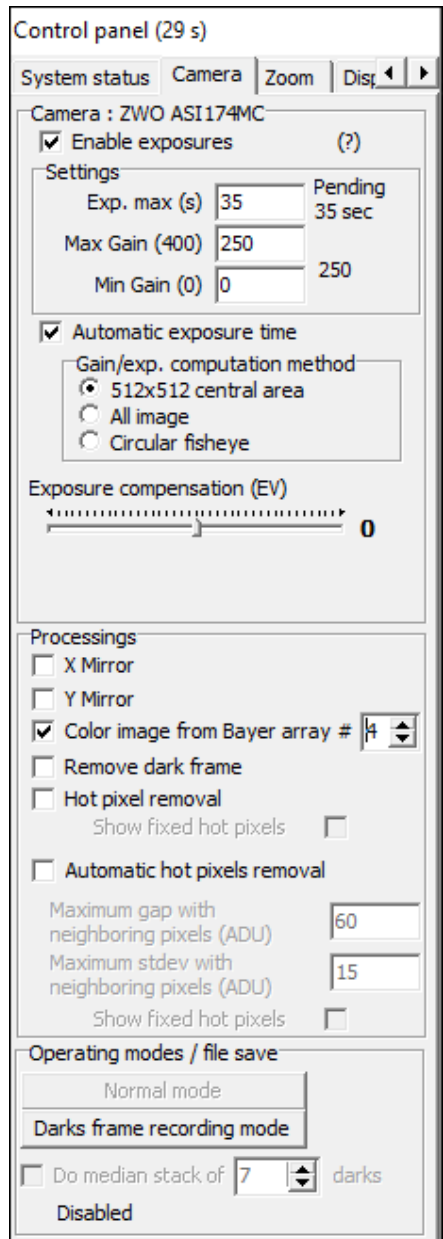 Control panel (29 s)
System status Camera Zoom
Camera : ZWO ASI174MC
Enable exposures (?)
Settings
Exp. max (s) 35 Pending
35 sec
Max Gain (400) 250
250
Min Gain (0) 0
Automatic exposure time
Gain/exp. computation method
512x512 central area
All image
Circular fisheye
Exposure compensation (EV)
0
Processings
X Mirror
Y Mirror
Color image from Bayer array # 4
Remove dark frame
Hot pixel removal
Show fixed hot pixels
Automatic hot pixels removal
Maximum gap with
neighboring pixels (ADU) 60
Maximum stdev with
neighboring pixels (ADU) 15
Show fixed hot pixels
Operating modes / file save
Normal mode
Darks frame recording mode
Do median stack of 7 darks
Disabled